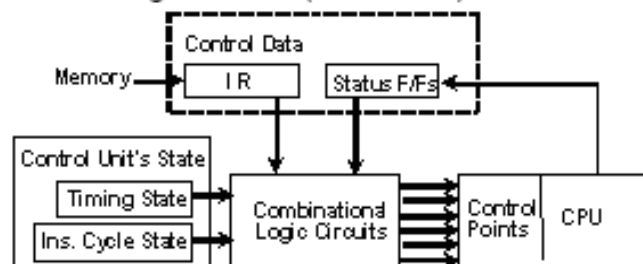 Control Data
Memory
IR
Status F/Fs
Control Unit's State
Timing State
Ins. Cycle State
Combinational
Logic Circuits
Control
Points
CPU